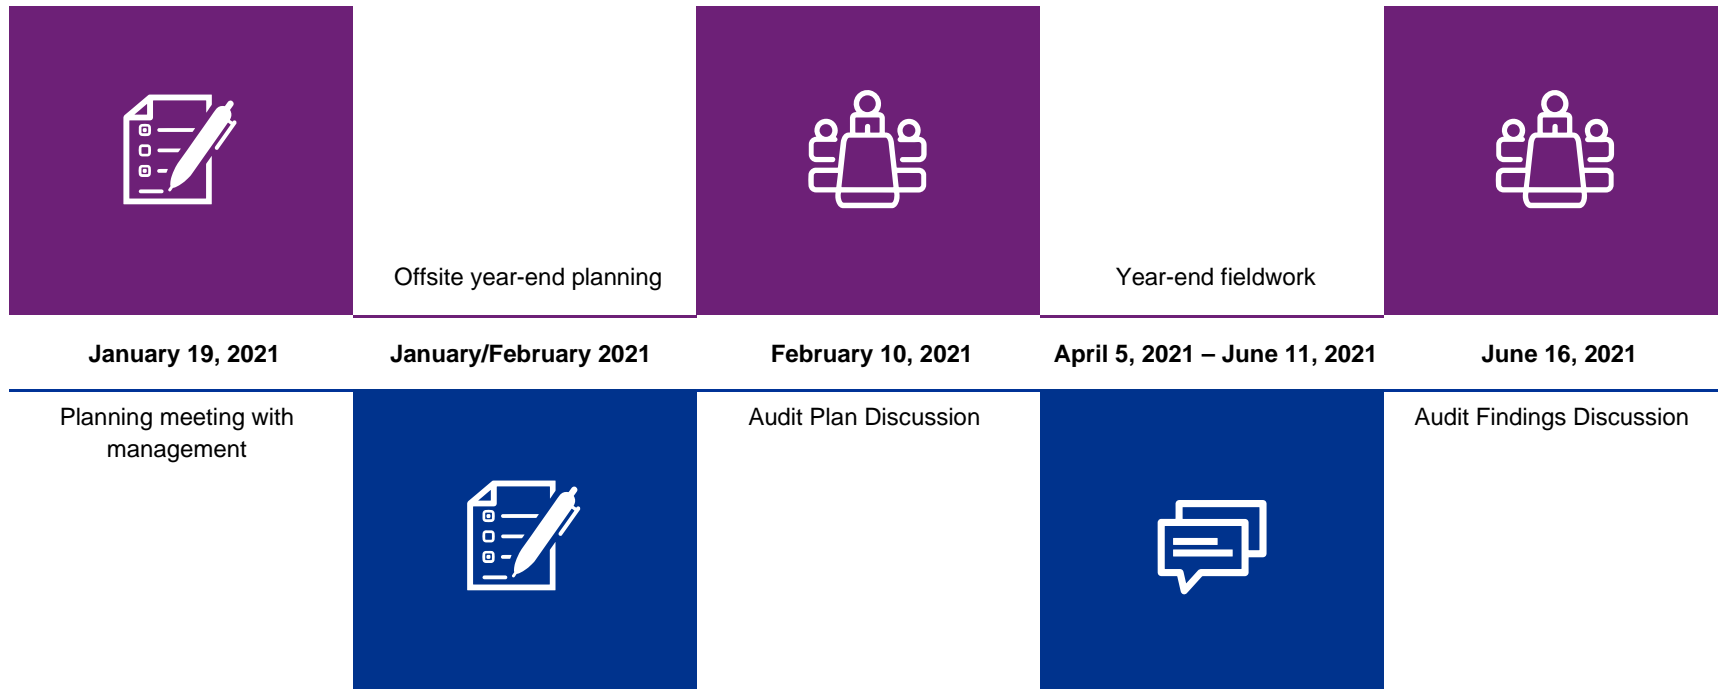 Offsite year-end planning
Year-end fieldwork
January 19, 2021
January/February 2021
February 10, 2021
April 5, 2021 – June 11, 2021
June 16, 2021
Planning meeting with
management
Audit Plan Discussion
Audit Findings Discussion